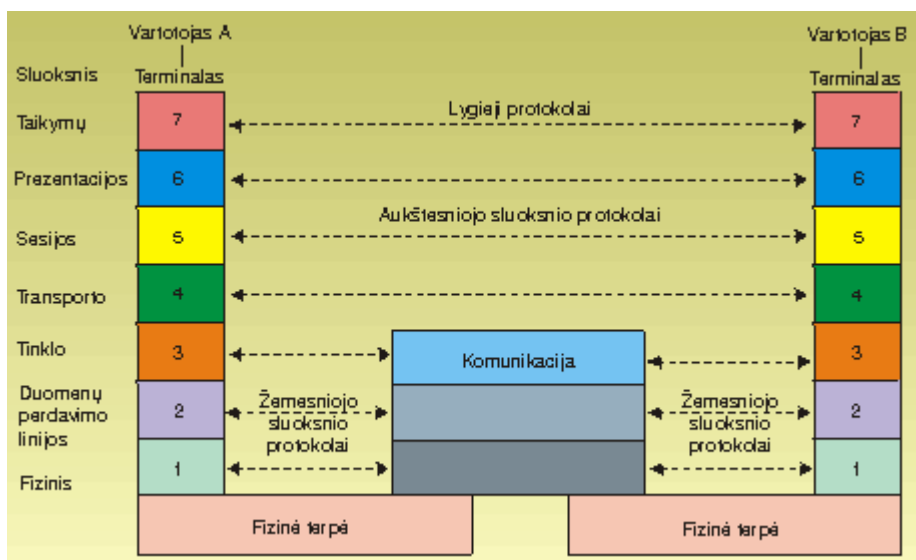 Vartotojas A
Vartotojas B
Sluoksnis
Terminalas
Terminalas
Taikymų
7
Lygieji protokolai
7
Prezentacijos
6
6
Aukštesniojo sluoksnio protokolai
Sesijos
5
5
Transporto
4
4
Tinklo
3
Komunikacija
3
Duomenų
perdavimo
linijos
2
Žemesniojo
sluoksnio
protokolai
Žemesniojo
sluoksnio
protokolai
2
Fizinis
1
1
Fizinė terpė
Fizinė terpė